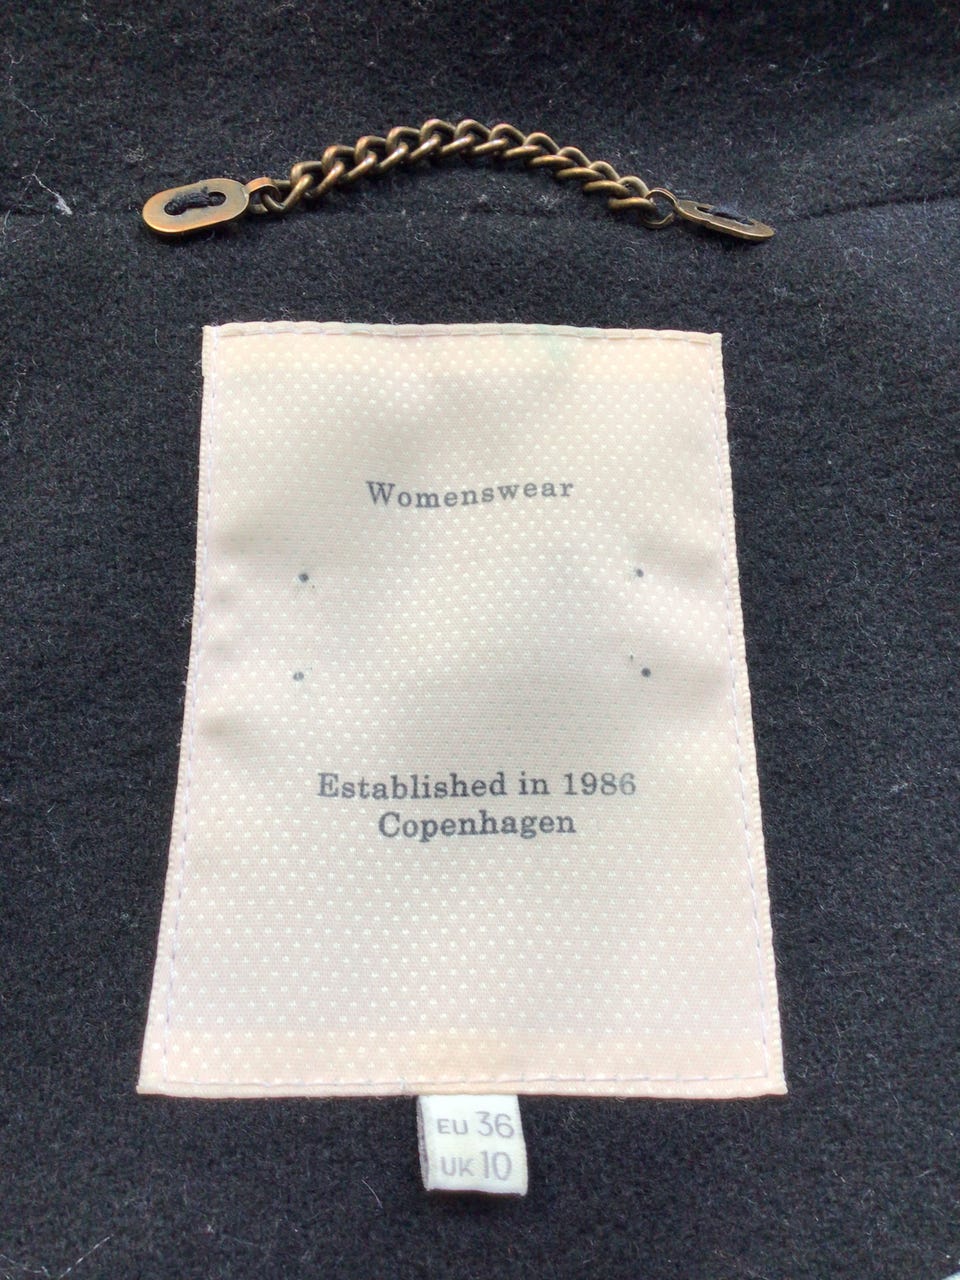 Womenswear
Established in 1986
Copenhagen
EU 36
UK 10